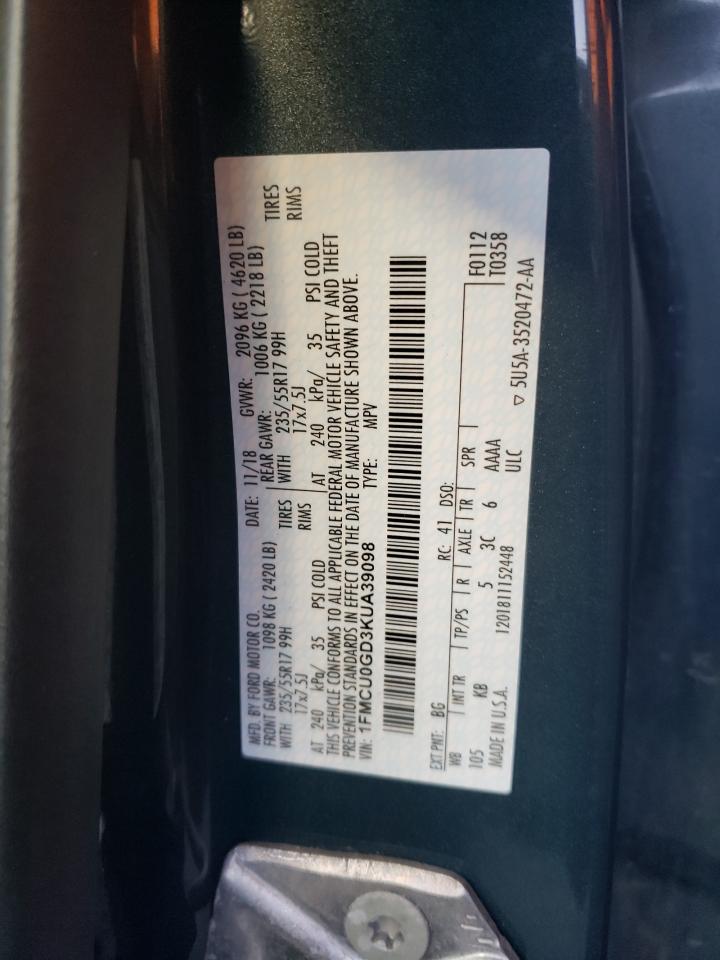 MFD. BY FORD MOTOR CO. DATE: 11/18 GVWR: 2096 KG ( 4620 LB)
FRONT GAWR: 1098 KG ( 2420 LB) REAR GAWR: 1006 KG ( 2218 LB)
WITH 235/55R17 99H TIRES WITH 235/55R17 99H TIRES
17x7.5J RIMS 17x7.5J RIMS
AT 240 kPa/ 35 PSI COLD AT 240 kPa/ 35 PSI COLD
THIS VEHICLE CONFORMS TO ALL APPLICABLE FEDERAL MOTOR VEHICLE SAFETY AND THEFT
PREVENTION STANDARDS IN EFFECT ON THE DATE OF MANUFACTURE SHOWN ABOVE.
VIN: 1FMCU0GD3KUA39098 TYPE: MPV
EXT PNT: BG RC: 41 DSO: F0112
WB INT TR TP/PS R AXLE TR SPR T0358
105 KB 5 3C 6 AAAA
MADE IN U.S.A. 1201811152448 ULC ▽ 5U5A-3520472-AA